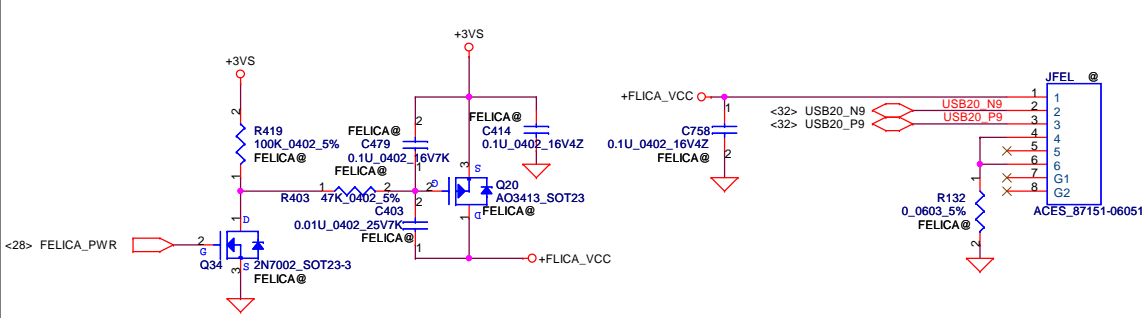 +3VS
+3VS
JFEL @
+FLICA_VCC
1 1
USB20_N9
<32> USB20_N9
2 2
USB20_P9
<32> USB20_P9
3 3
4 4
5 5
6 6
7 G1
8 G2
ACES_87151-06051
2
R419
100K_0402_5%
FELICA@
1
FELICA@
2
C479
0.1U_0402_16V7K
FELICA@
1
FELICA@
C414
0.1U_0402_16V4Z
1
C758
0.1U_0402_16V4Z
FELICA@
2
1
R132
0_0603_5%
FELICA@
2
R403
1
2
47K_0402_5%
3
S
2
G
Q20
AO3413_SOT23
FELICA@
1
D
2
C403
0.01U_0402_25V7K
FELICA@
1
+FLICA_VCC
1
D
<28> FELICA_PWR
2
G
3
S
Q34
2N7002_SOT23-3
FELICA@